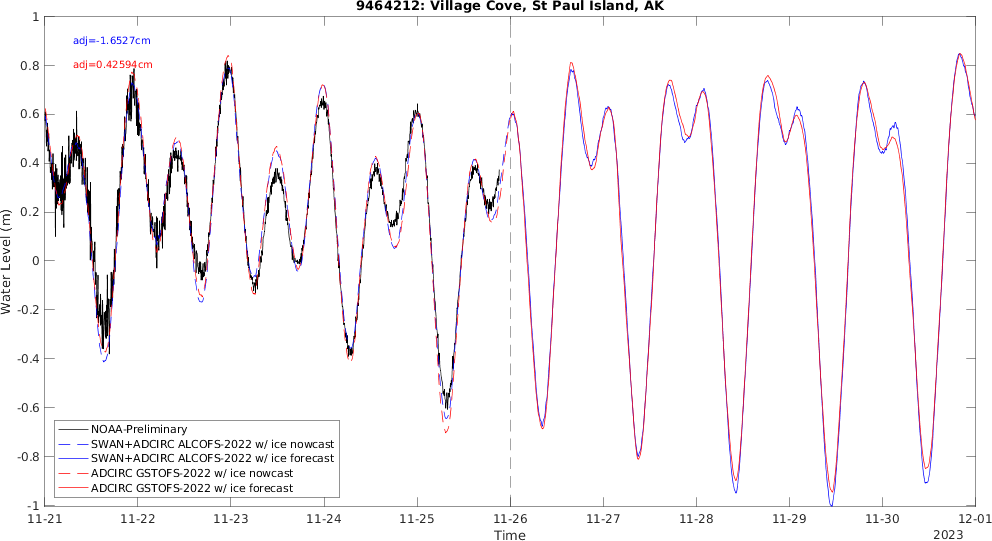 9464212: Village Cove, St Paul Island, AK
adj=-1.6527cm
adj=0.42594cm
Water Level (m)
1
0.8
0.6
0.4
0.2
0
-0.2
-0.4
-0.6
-0.8
-1
NOAA-Preliminary
SWAN+ADCIRC ALCOFS-2022 w/ ice nowcast
SWAN+ADCIRC ALCOFS-2022 w/ ice forecast
ADCIRC GSTOFS-2022 w/ ice nowcast
ADCIRC GSTOFS-2022 w/ ice forecast
11-21 11-22 11-23 11-24 11-25 11-26 11-27 11-28 11-29 11-30 12-01
Time
2023